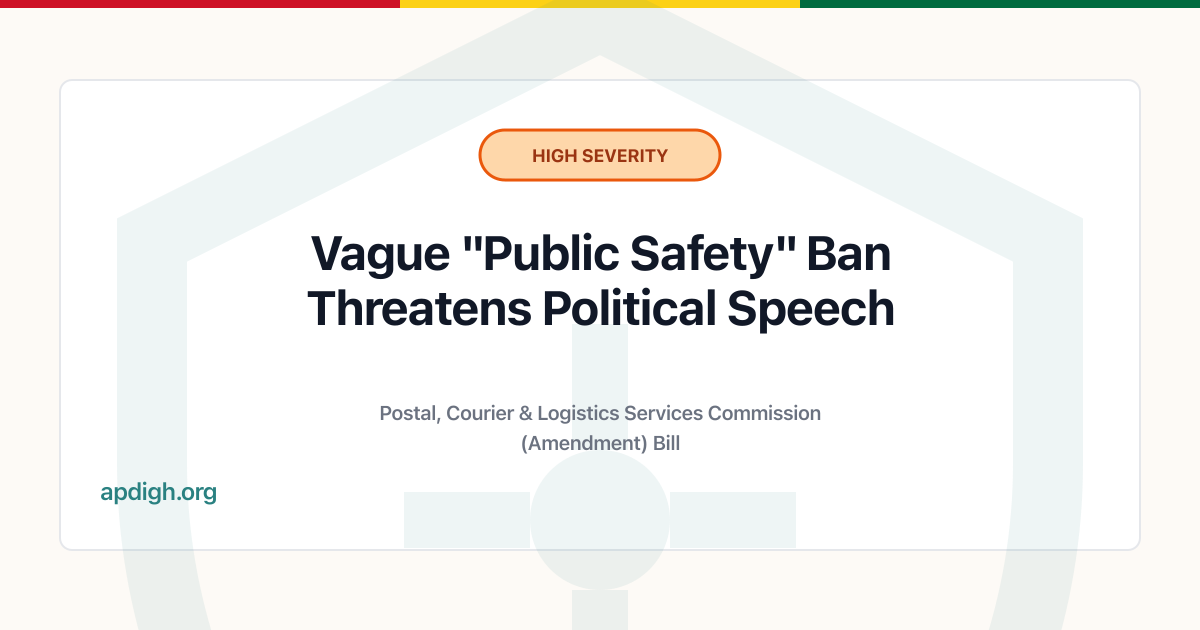 HIGH SEVERITY
Vague "Public Safety" Ban
Threatens Political Speech
Postal, Courier & Logistics Services Commission
(Amendment) Bill
apdigh.org